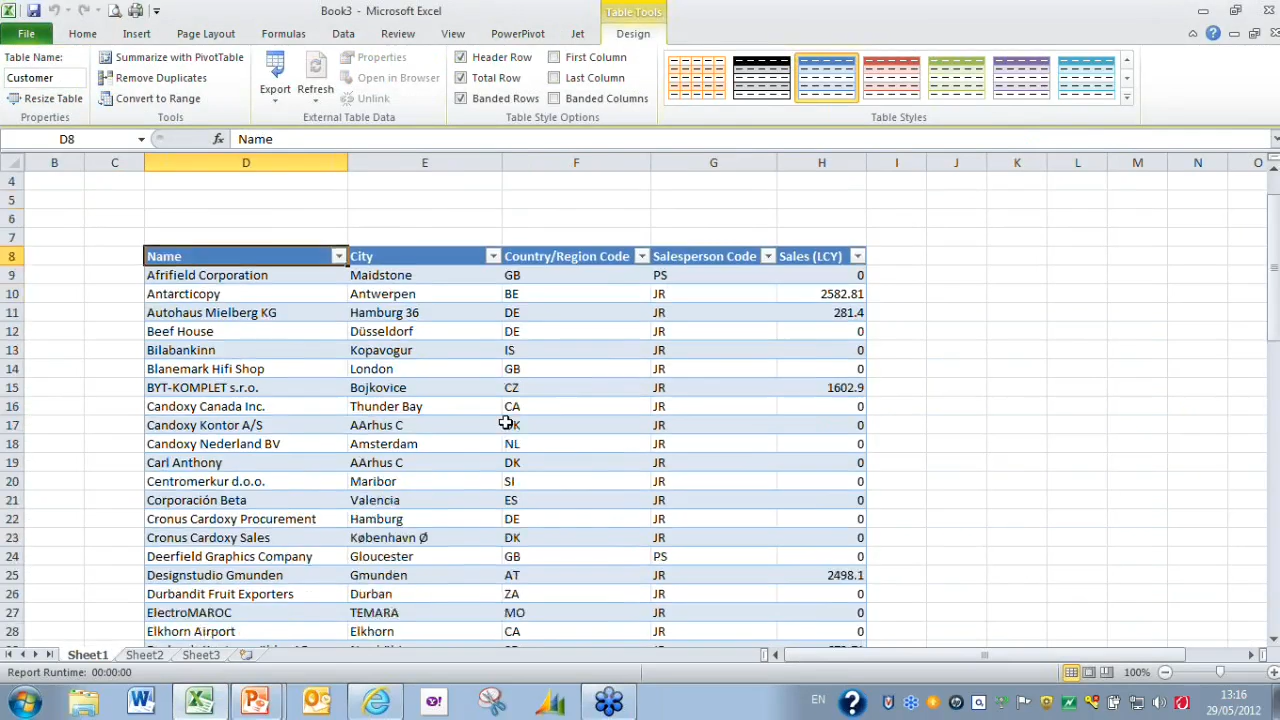 Book3 - Microsoft Excel
Table Tools
File Home Insert Page Layout Formulas Data Review View PowerPivot Jet Design
Table Name:
Resize Table
Properties
Summarize with PivotTable
Remove Duplicates
Convert to Range
Tools
Export
Refresh
Properties
Unlink
External Table Data
Header Row First Column
Total Row Last Column
Banded Rows Banded Columns
Table Style Options
Table Styles
D8 fx Name
B C D E F G H I J K L M N O
4
5
6
7
8 Name City Country/Region Code Salesperson Code Sales (LCY)
9 Afrifield Corporation Maidstone GB PS 0
10 Antarcticopy Antwerpen BE JR 2582.81
11 Autohaus Mielberg KG Hamburg 36 DE JR 281.4
12 Beef House Düsseldorf DE JR 0
13 Bilabankinn Kopavogur IS JR 0
14 Blanemark Hifi Shop London GB JR 0
15 BYT-KOMPLET s.r.o. Bojkovice CZ JR 1602.9
16 Candoxy Canada Inc. Thunder Bay CA JR 0
17 Candoxy Kontor A/S AArhus C DK JR 0
18 Candoxy Nederland BV Amsterdam NL JR 0
19 Carl Anthony AArhus C DK JR 0
20 Centromerkur d.o.o. Maribor SI JR 0
21 Corporación Beta Valencia ES JR 0
22 Cronus Cardoxy Procurement Hamburg DE JR 0
23 Cronus Cardoxy Sales København Ø DK JR 0
24 Deerfield Graphics Company Gloucester GB PS 0
25 Designstudio Gmunden Gmunden AT JR 2498.1
26 Durbandit Fruit Exporters Durban ZA JR 0
27 ElectroMAROC TEMARA MO JR 0
28 Elkhorn Airport Elkhorn CA JR 0
Sheet1 Sheet2 Sheet3
Report Runtime: 00:00:00
100%
EN
13:16
29/05/2012